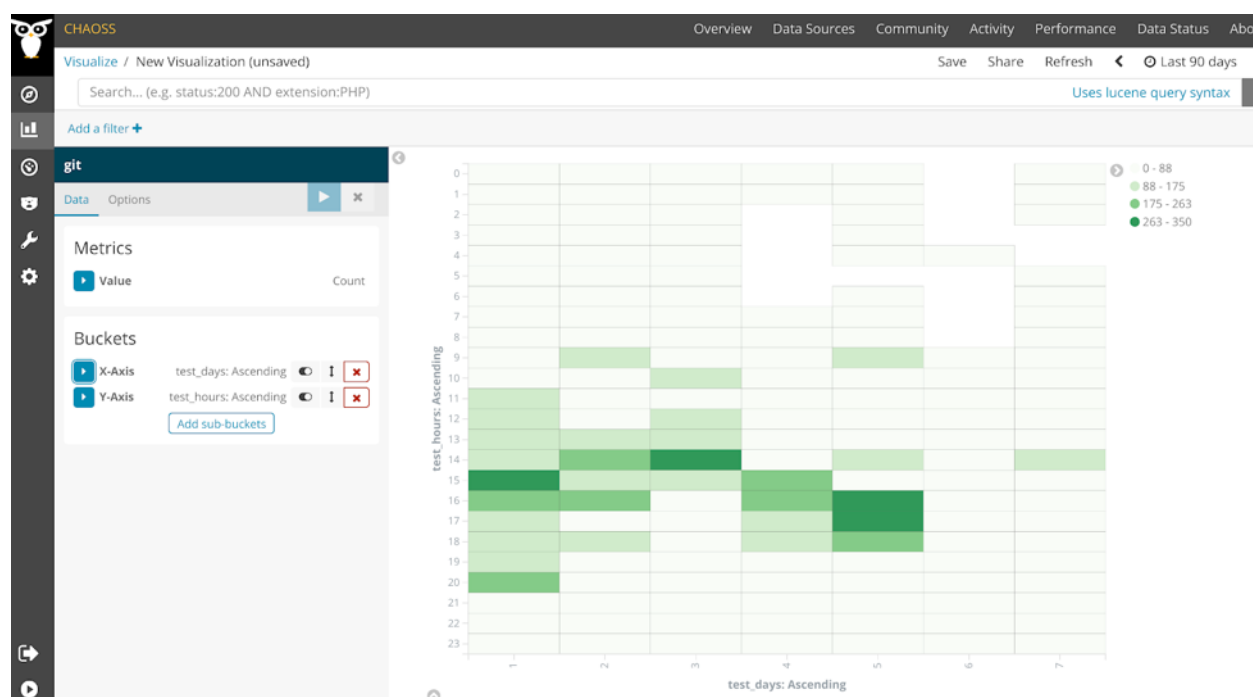 CHAOSS
Overview Data Sources Community Activity Performance Data Status Abo
Visualize / New Visualization (unsaved)
Save Share Refresh Last 90 days
Search... (e.g. status:200 AND extension:PHP)
Uses lucene query syntax
Add a filter
git
Data Options
Metrics
Value Count
Buckets
X-Axis test_days: Ascending
Y-Axis test_hours: Ascending
Add sub-buckets
test_hours: Ascending
0
1
2
3
4
5
6
7
8
9
10
11
12
13
14
15
16
17
18
19
20
21
22
23
1 2 3 4 5 6 7
test_days: Ascending
0 - 88
88 - 175
175 - 263
263 - 350